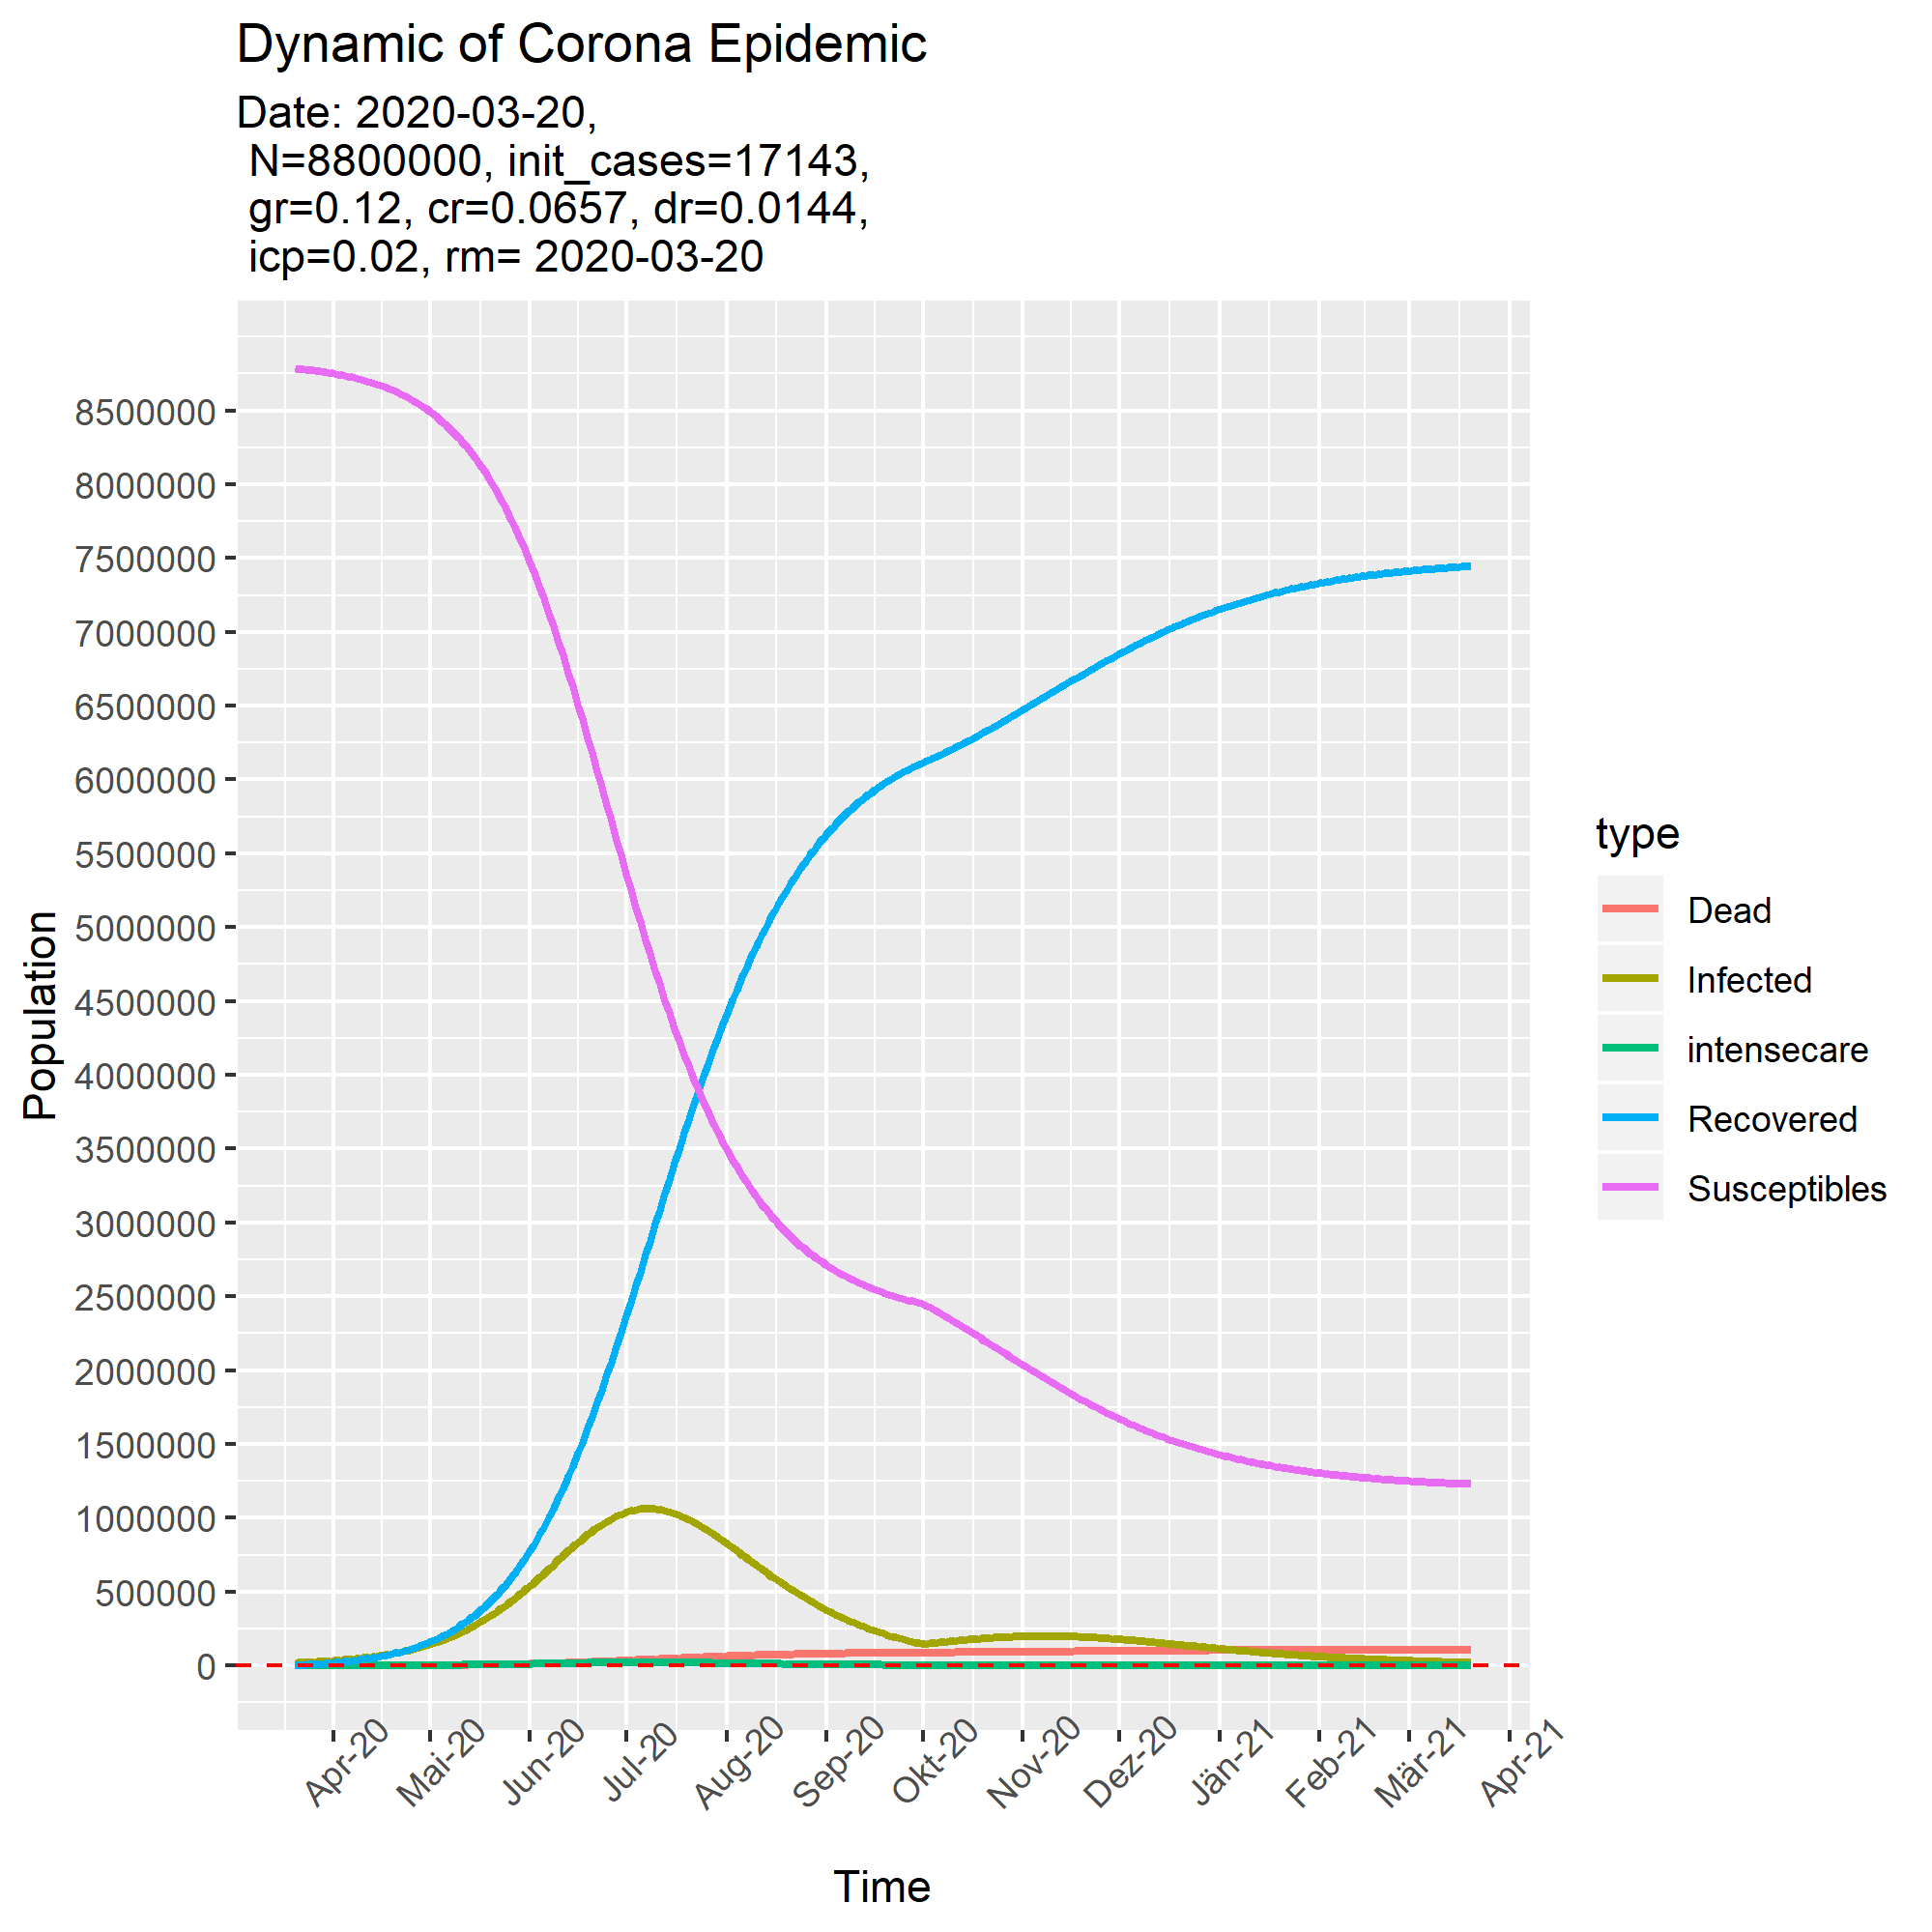 Dynamic of Corona Epidemic
Date: 2020-03-20,
N=8800000, init_cases=17143,
gr=0.12, cr=0.0657, dr=0.0144,
icp=0.02, rm= 2020-03-20
8500000
8000000
7500000
7000000
6500000
6000000
5500000
5000000
4500000
4000000
3500000
3000000
2500000
2000000
1500000
1000000
500000
0
Population
Apr-20
Mai-20
Jun-20
Jul-20
Aug-20
Sep-20
Okt-20
Nov-20
Dez-20
Jän-21
Feb-21
Mär-21
Apr-21
Time
type
Dead
Infected
intensecare
Recovered
Susceptibles